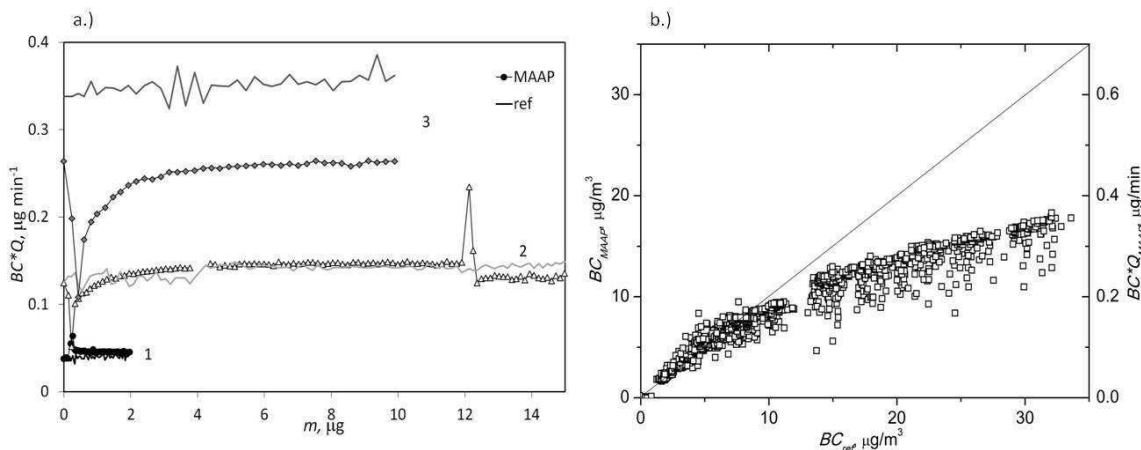 a.)
0.4
0.3
0.2
0.1
0
BC*Q, µg min⁻¹
MAAP
ref
3
2
1
0 2 4 6 8 10 12 14
m, µg
b.)
30
20
10
0
BC_MAAP, µg/m³
0.6
0.4
0.2
0.0
µg/min
0 10 20 30
BC_ref, µg/m³